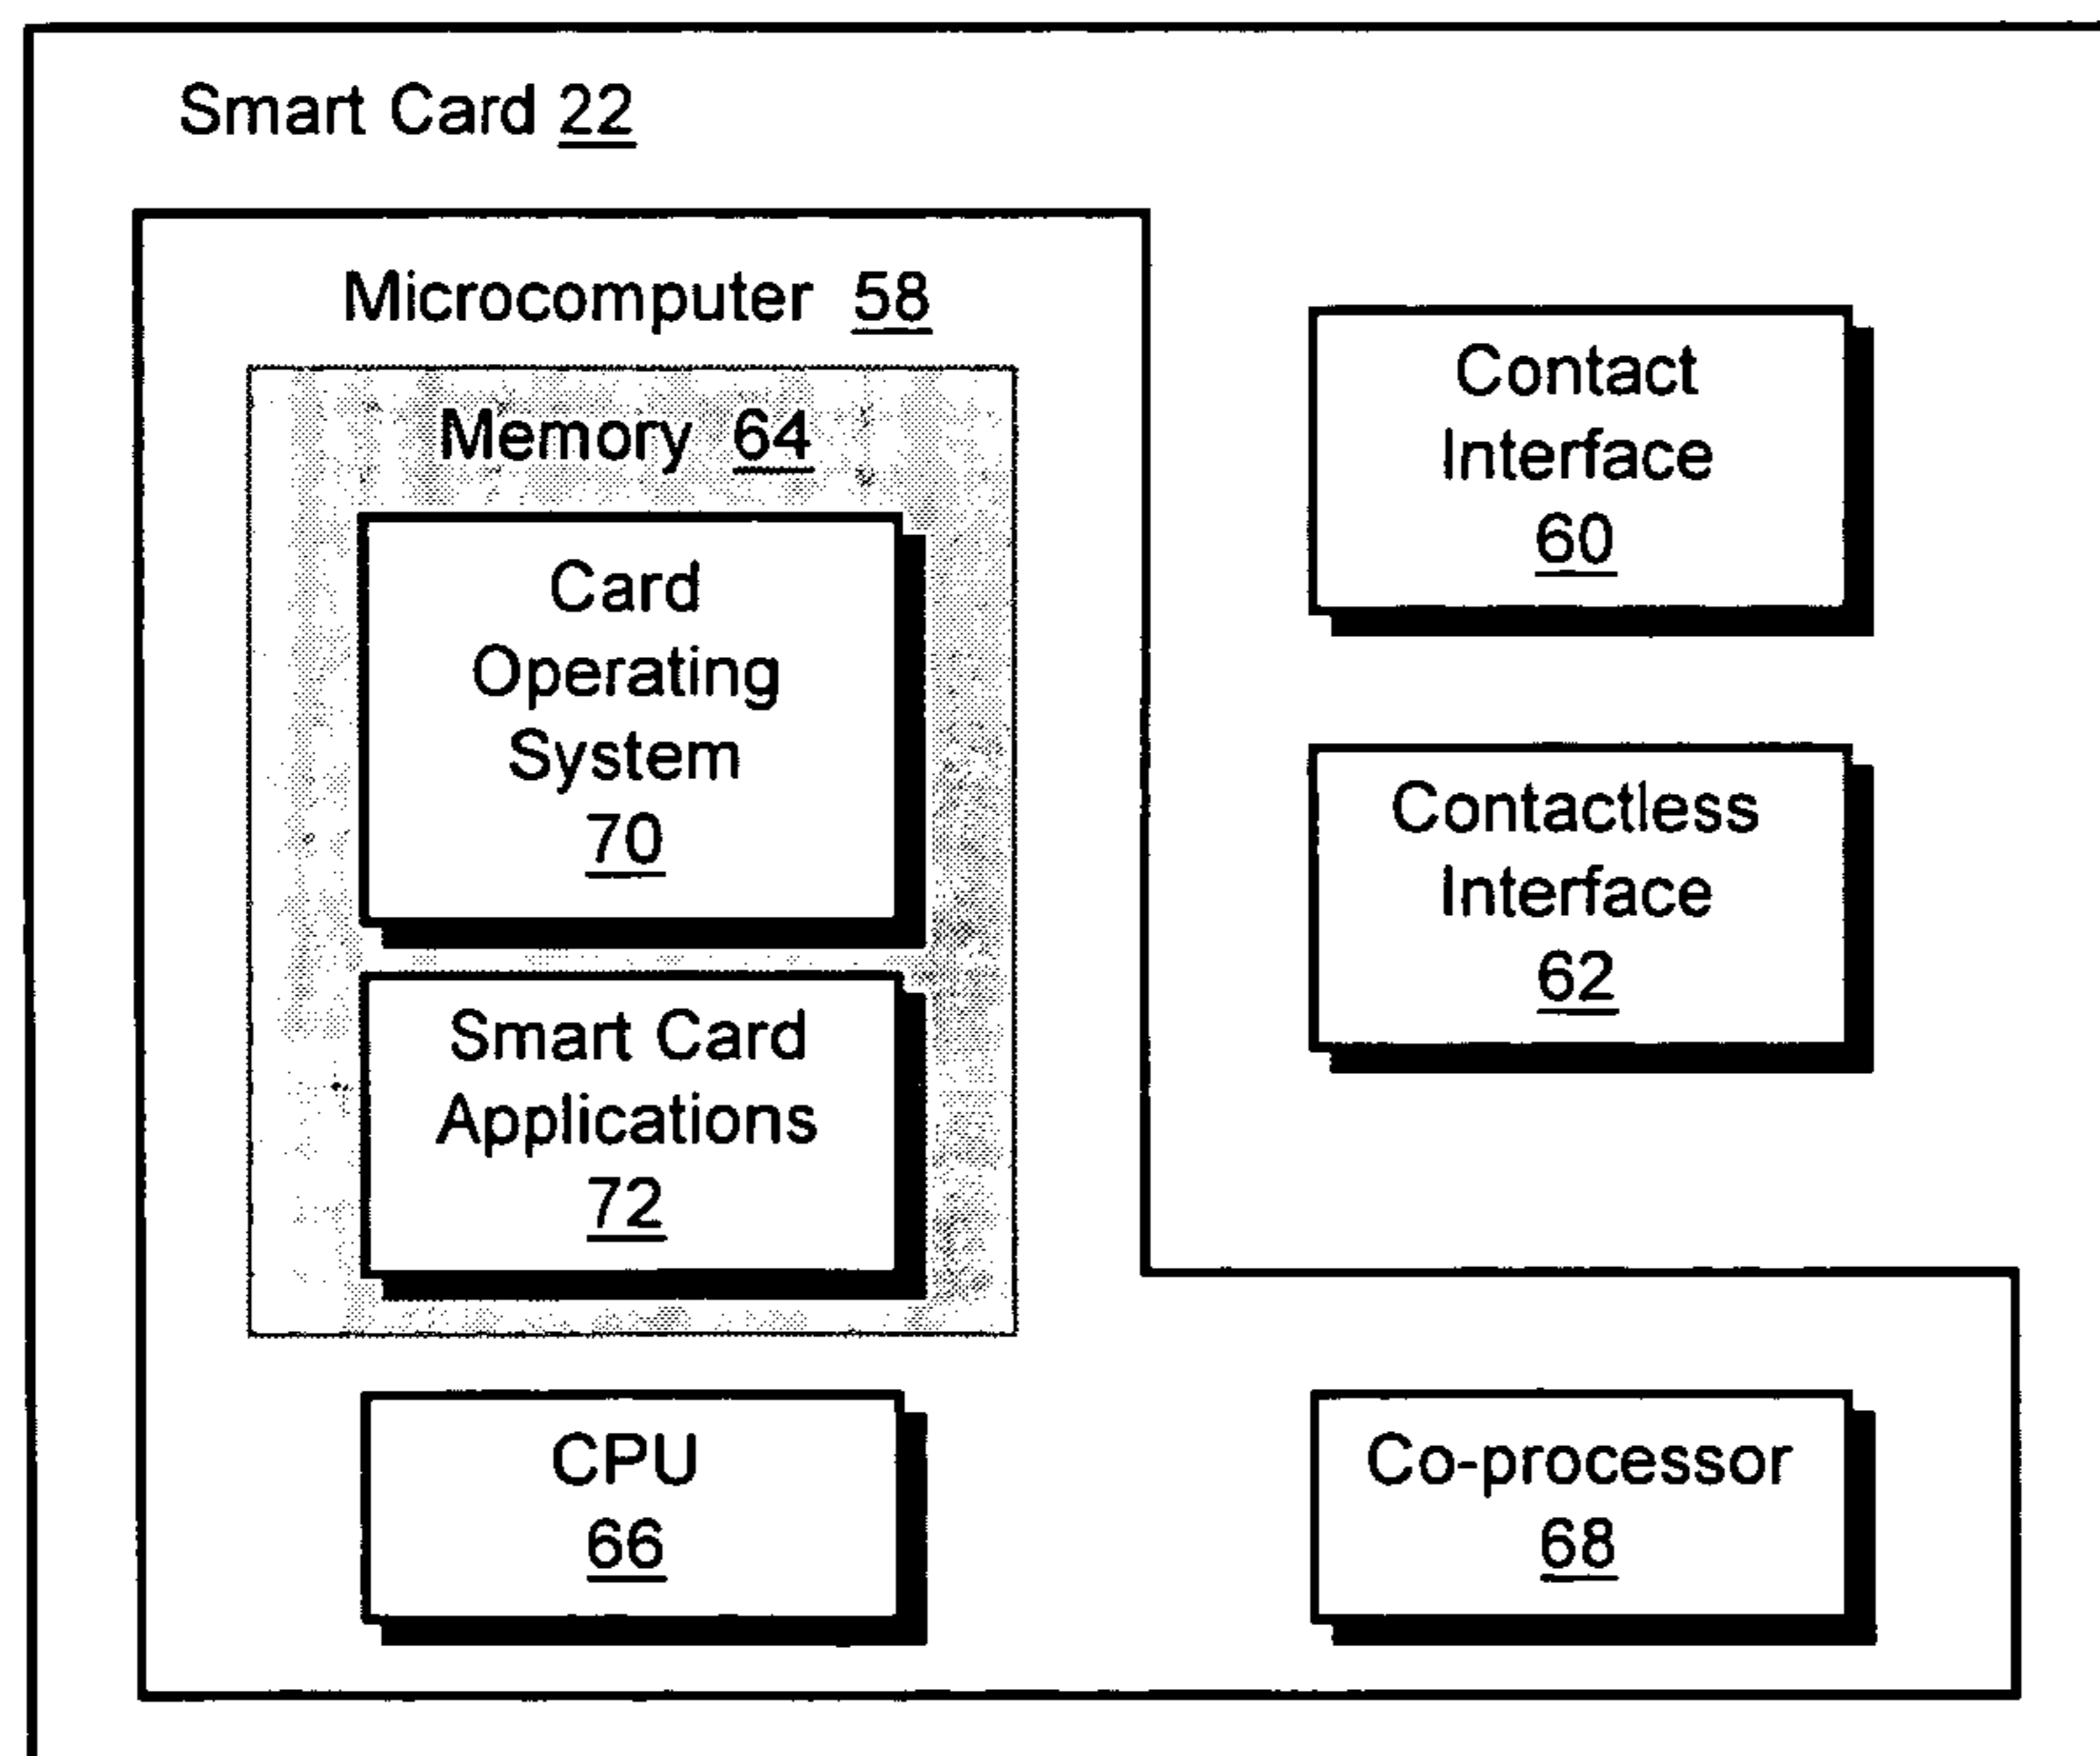 Smart Card 22
Microcomputer 58
Memory 64
Card
Operating
System
70
Smart Card
Applications
72
CPU
66
Contact
Interface
60
Contactless
Interface
62
Co-processor
68